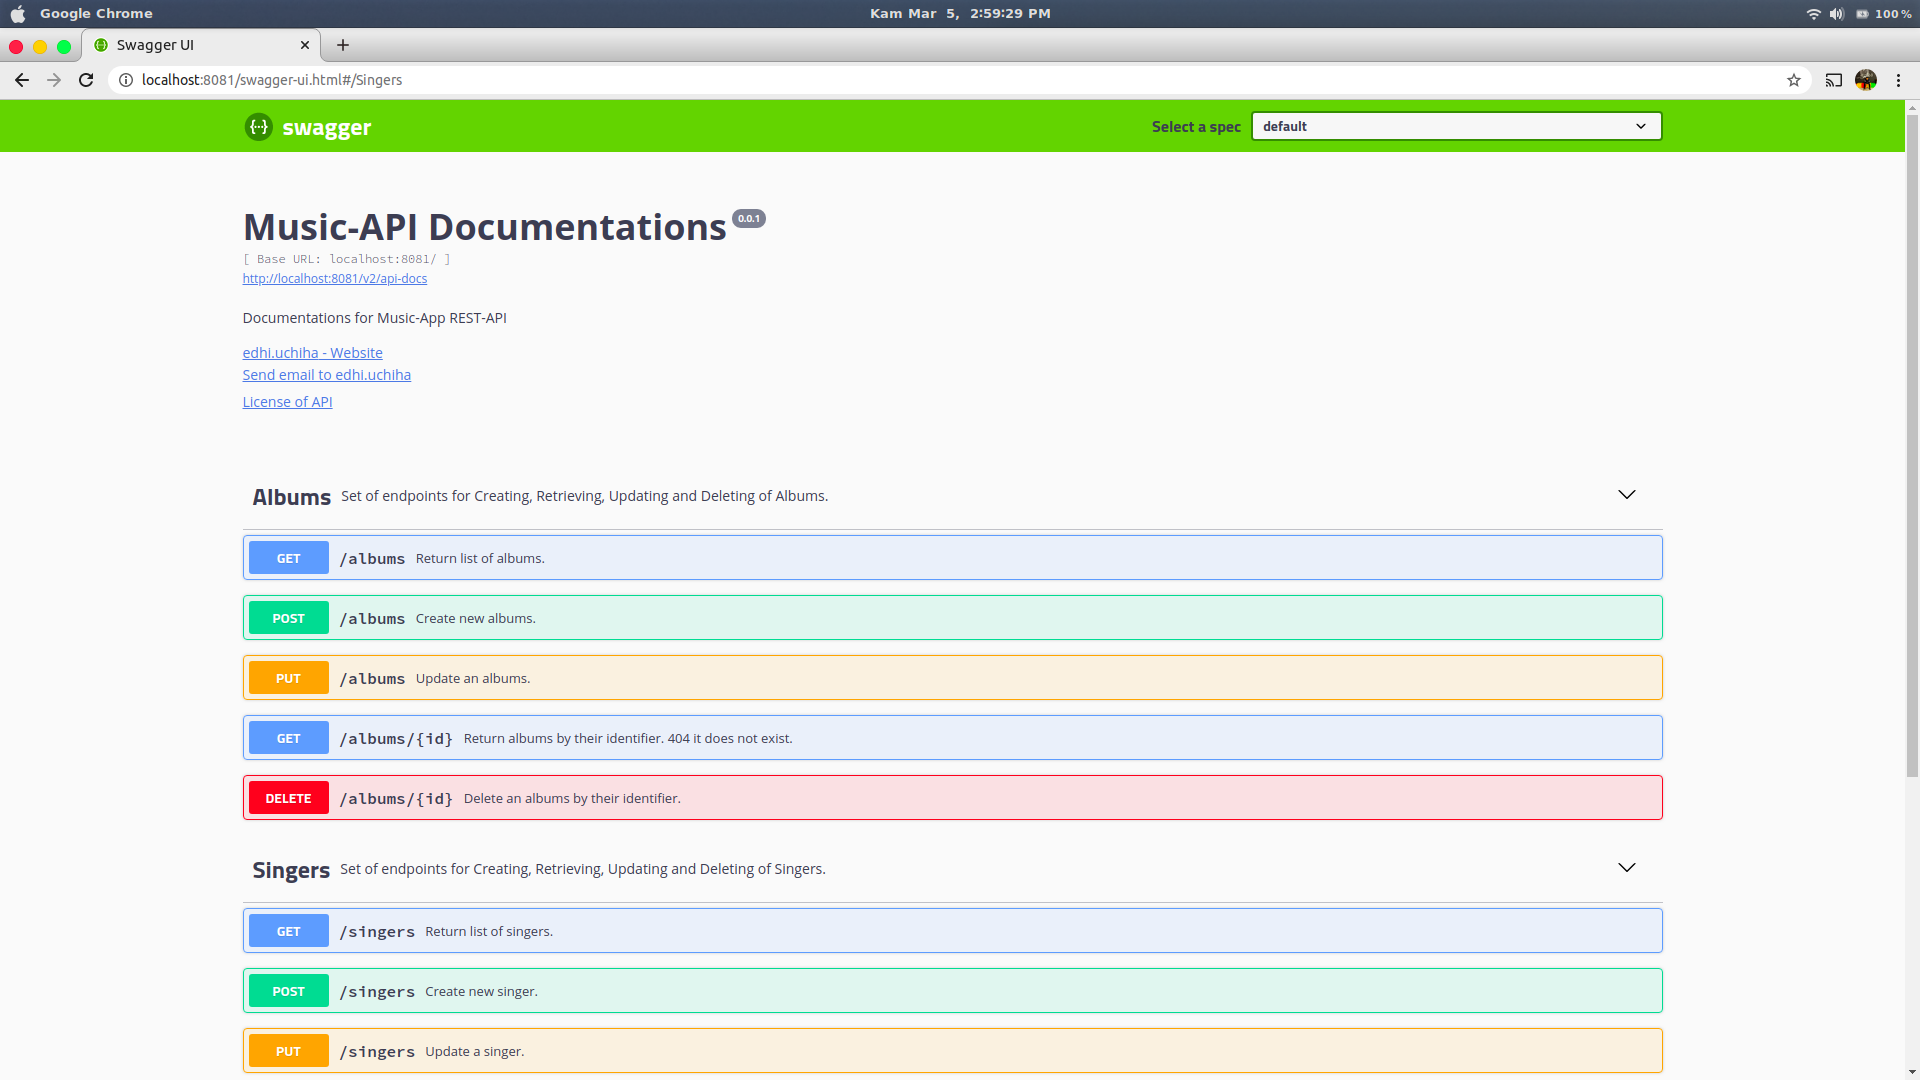 Google Chrome
Kam Mar 5, 2:59:29 PM
100%
Swagger UI
localhost:8081/swagger-ui.html#/Singers
swagger
Select a spec
default
Music-API Documentations 0.0.1
[ Base URL: localhost:8081/ ]
http://localhost:8081/v2/api-docs
Documentations for Music-App REST-API
edhi.uchiha - Website
Send email to edhi.uchiha
License of API
Albums Set of endpoints for Creating, Retrieving, Updating and Deleting of Albums.
GET /albums Return list of albums.
POST /albums Create new albums.
PUT /albums Update an albums.
GET /albums/{id} Return albums by their identifier. 404 it does not exist.
DELETE /albums/{id} Delete an albums by their identifier.
Singers Set of endpoints for Creating, Retrieving, Updating and Deleting of Singers.
GET /singers Return list of singers.
POST /singers Create new singer.
PUT /singers Update a singer.